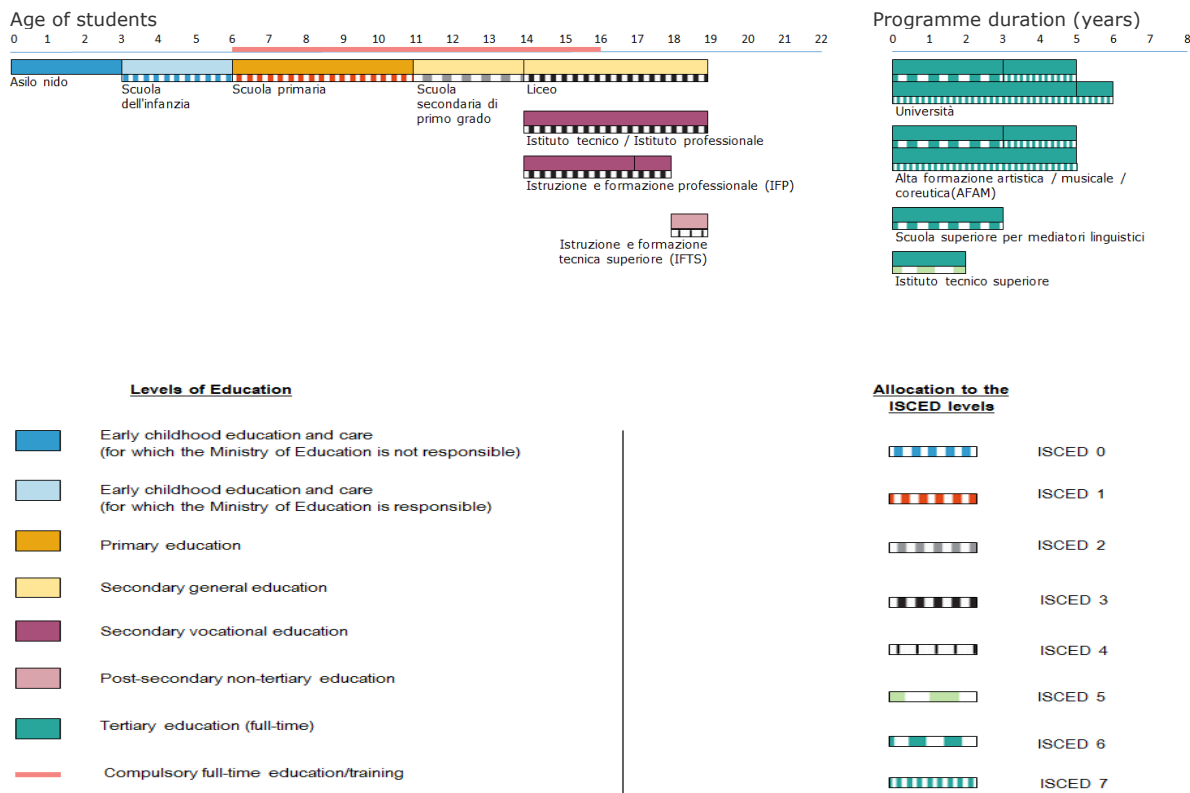 Age of students
Programme duration (years)
0 1 2 3 4 5 6 7 8 9 10 11 12 13 14 15 16 17 18 19 20 21 22
0 1 2 3 4 5 6 7 8
Asilo nido
Scuola
dell'infanzia
Scuola primaria
Scuola
secondaria di
primo grado
Liceo
Istituto tecnico / Istituto professionale
Istruzione e formazione professionale (IFP)
Istruzione e formazione
tecnica superiore (IFTS)
Università
Alta formazione artistica / musicale /
coreutica(AFAM)
Scuola superiore per mediatori linguistici
Istituto tecnico superiore
Levels of Education
Early childhood education and care
(for which the Ministry of Education is not responsible)
Early childhood education and care
(for which the Ministry of Education is responsible)
Primary education
Secondary general education
Secondary vocational education
Post-secondary non-tertiary education
Tertiary education (full-time)
Compulsory full-time education/training
Allocation to the
ISCED levels
ISCED 0
ISCED 1
ISCED 2
ISCED 3
ISCED 4
ISCED 5
ISCED 6
ISCED 7